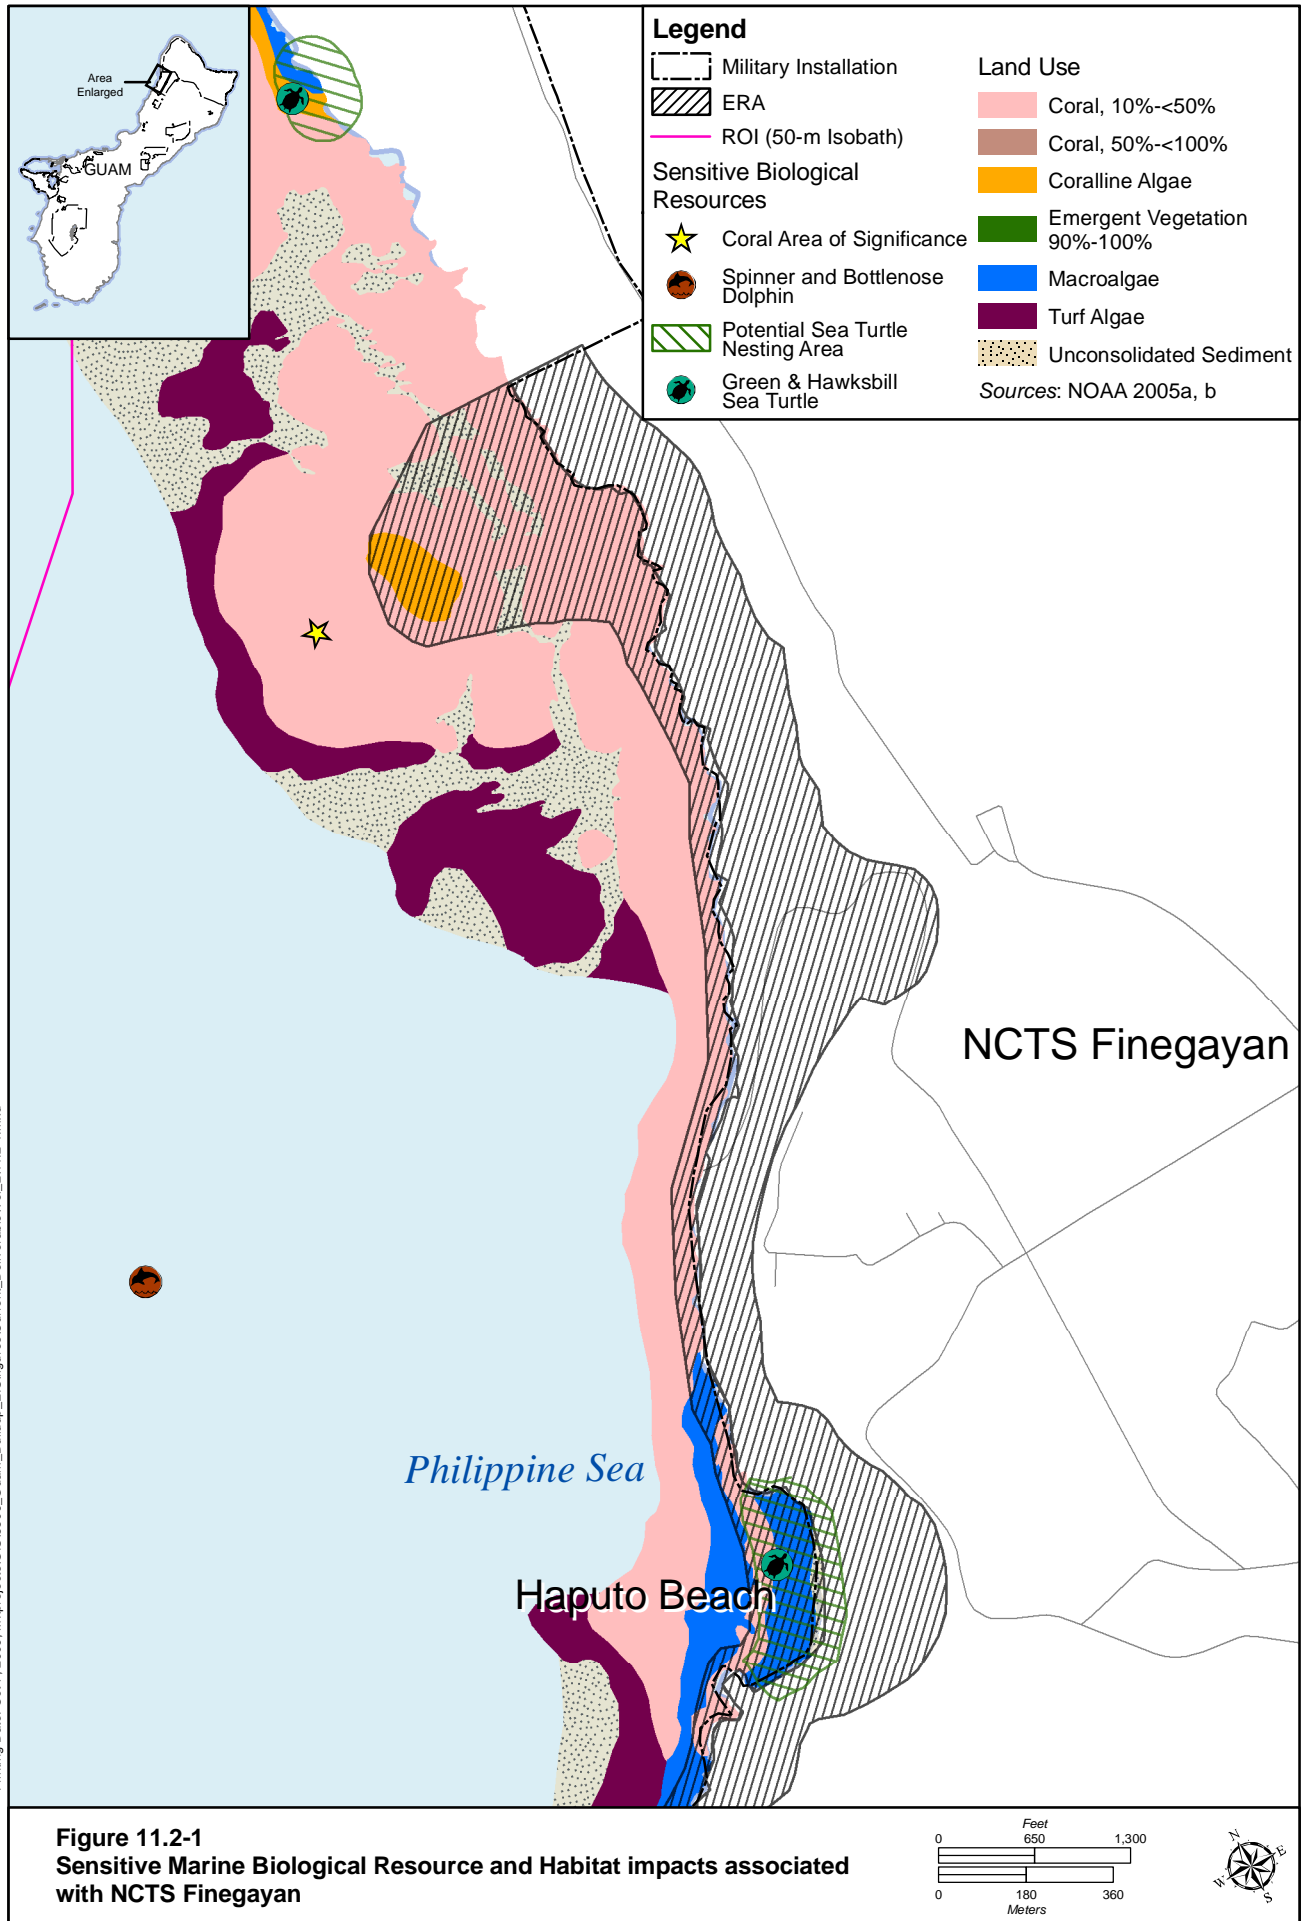 Area
Enlarged
GUAM
Legend
Military Installation
ERA
ROI (50-m Isobath)
Sensitive Biological
Resources
Coral Area of Significance
Spinner and Bottlenose
Dolphin
Potential Sea Turtle
Nesting Area
Green & Hawksbill
Sea Turtle
Land Use
Coral, 10%-<50%
Coral, 50%-<100%
Coralline Algae
Emergent Vegetation
90%-100%
Macroalgae
Turf Algae
Unconsolidated Sediment
Sources: NOAA 2005a, b
NCTS Finegayan
Philippine Sea
Haputo Beach
Figure 11.2-1
Sensitive Marine Biological Resource and Habitat impacts associated
with NCTS Finegayan
Feet
0 650 1,300
0 180 360
Meters
N
E
W
S